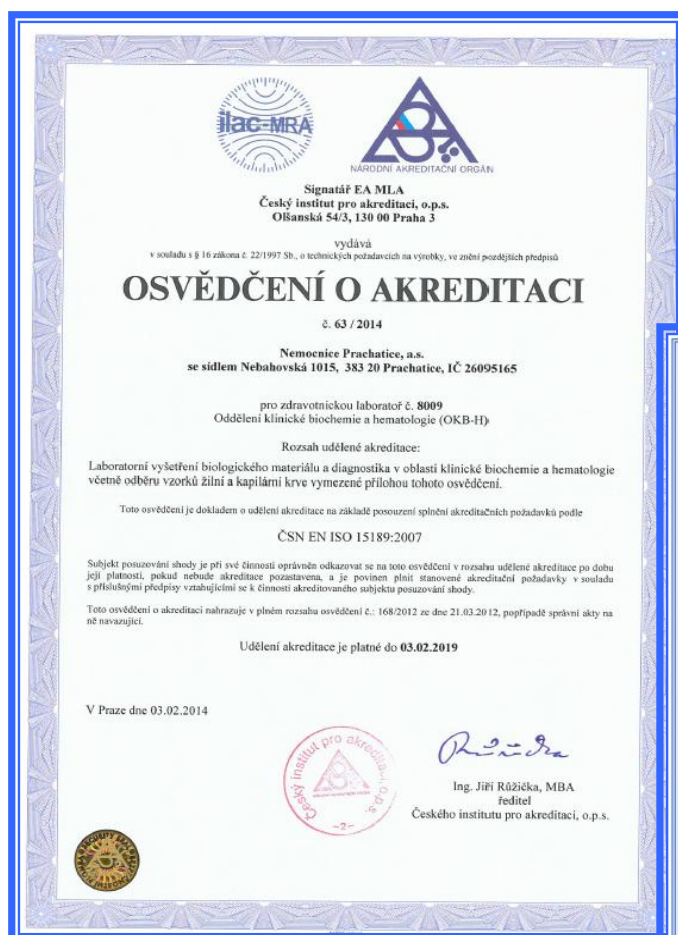 ilac-MRA
NÁRODNÍ AKREDITAČNÍ ORGÁN
Signatář EA MLA
Český institut pro akreditaci, o.p.s.
Olšanská 54/3, 130 00 Praha 3
vydává
v souladu s § 16 zákona č. 22/1997 Sb., o technických požadavcích na výrobky, ve znění pozdějších předpisů
OSVĚDČENÍ O AKREDITACI
č. 63 / 2014
Nemocnice Prachatice, a.s.
se sídlem Nebahovská 1015, 383 20 Prachatice, IČ 26095165
pro zdravotnickou laboratoř č. 8009
Oddělení klinické biochemie a hematologie (OKB-H)
Rozsah udělené akreditace:
Laboratorní vyšetření biologického materiálu a diagnostika v oblasti klinické biochemie a hematologie
včetně odběru vzorků žilní a kapilární krve vymezené přílohou tohoto osvědčení.
Toto osvědčení je dokladem o udělení akreditace na základě posouzení splnění akreditačních požadavků podle
ČSN EN ISO 15189:2007
Subjekt posuzování shody je při své činnosti oprávněn odkazovat se na toto osvědčení v rozsahu udělené akreditace po dobu
její platnosti, pokud nebude akreditace pozastavena, a je povinen plnit stanovené akreditační požadavky v souladu
s příslušnými předpisy vztahujícími se k činnosti akreditovaného subjektu posuzování shody.
Toto osvědčení o akreditaci nahrazuje v plném rozsahu osvědčení č.: 168/2012 ze dne 21.03.2012, popřípadě správní akty na
ně navazující.
Udělení akreditace je platné do 03.02.2019
V Praze dne 03.02.2014
Český institut pro akreditaci, o.p.s.
-2-
Ing. Jiří Růžička, MBA
ředitel
Českého institutu pro akreditaci, o.p.s.